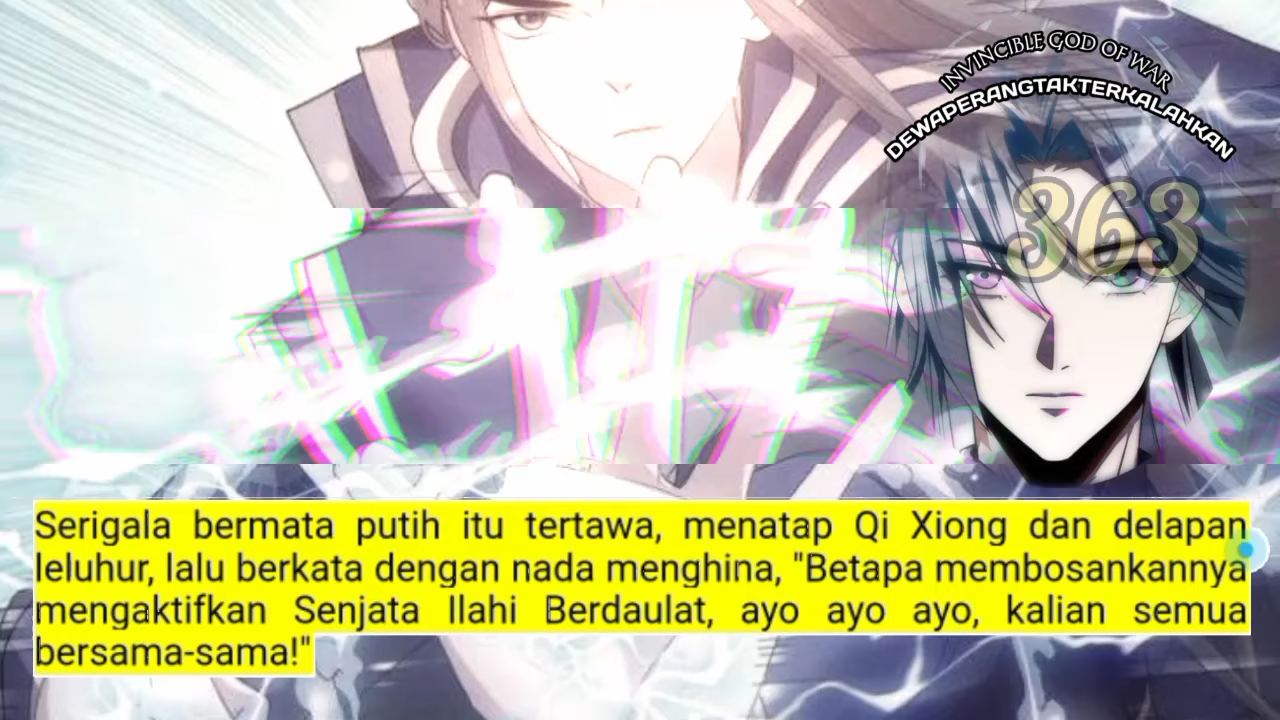 INVINCIBLE GOD OF WAR
DEWAPERANGTAKTERKALAHKAN
363
Serigala bermata putih itu tertawa, menatap Qi Xiong dan delapan
leluhur, lalu berkata dengan nada menghina, "Betapa membosankannya
mengaktifkan Senjata Ilahi Berdaulat, ayo ayo ayo, kalian semua
bersama-sama!"